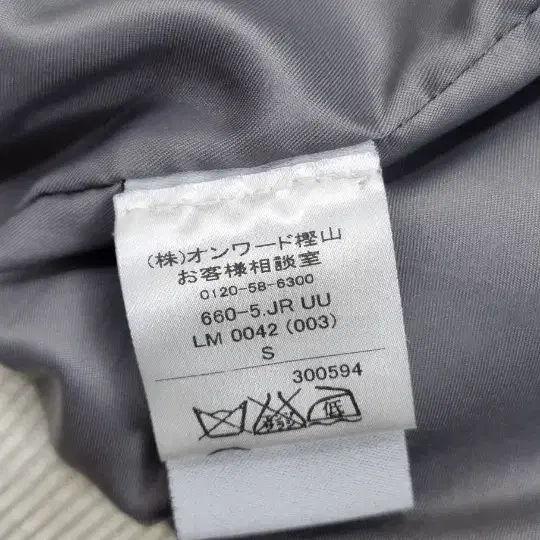 (株)オンワード樫山
お客様相談室
0120-58-6300
660-5.JR UU
LM 0042 (003)
S
300594
低